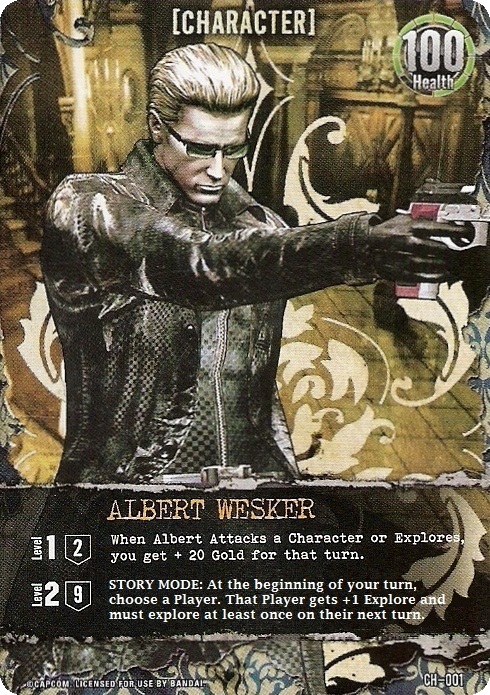 [CHARACTER]
100
Health
ALBERT WESKER
Level 1 2
When Albert Attacks a Character or Explores,
you get + 20 Gold for that turn.
Level 2 9
STORY MODE: At the beginning of your turn,
choose a Player. That Player gets +1 Explore and
must explore at least once on their next turn.
©CAPCOM. LICENSED FOR USE BY BANDAI.
CH-001